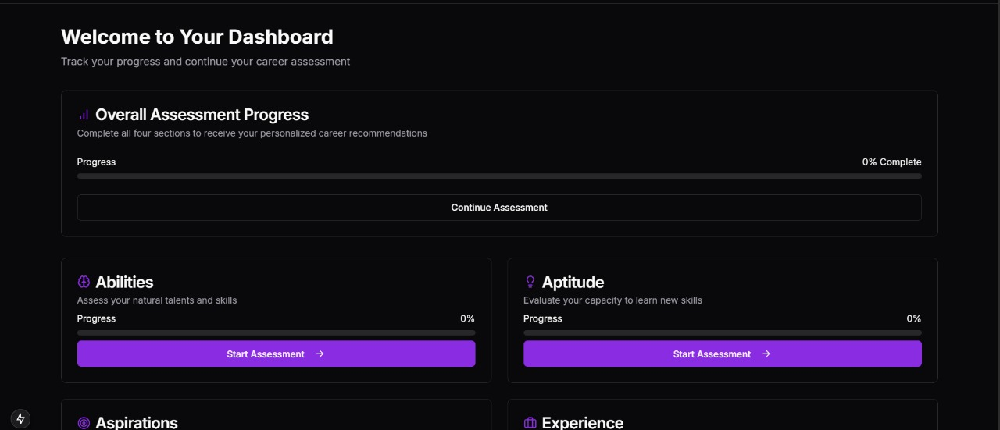 Welcome to Your Dashboard
Track your progress and continue your career assessment
Overall Assessment Progress
Complete all four sections to receive your personalized career recommendations
Progress
0% Complete
Continue Assessment
Abilities
Assess your natural talents and skills
Progress
0%
Start Assessment →
Aptitude
Evaluate your capacity to learn new skills
Progress
0%
Start Assessment →
Aspirations
Experience